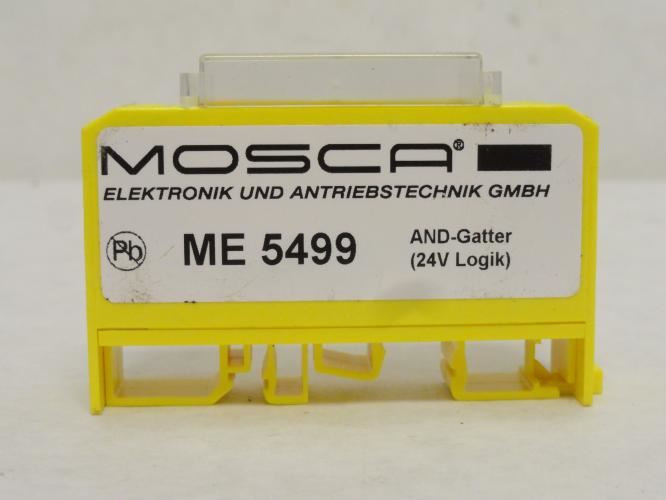 MOSCA®
ELEKTRONIK UND ANTRIEBSTECHNIK GMBH
Pb
ME 5499
AND-Gatter
(24V Logik)